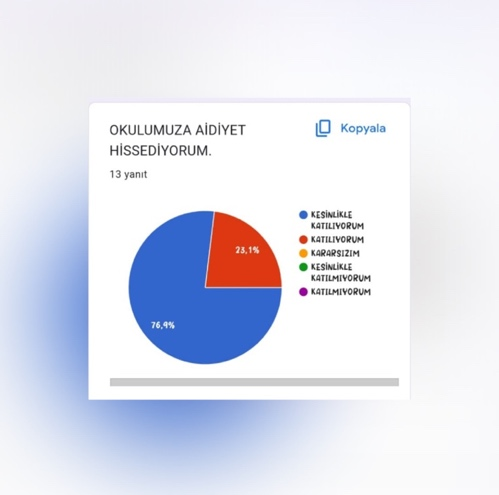 OKULUMUZA AİDİYET
HİSSEDİYORUM.
Kopyala
13 yanıt
KESİNLİKLE
KATILIYORUM
KATILIYORUM
KARARSIZIM
KESİNLİKLE
KATILMIYORUM
KATILMIYORUM
23,1%
76,9%